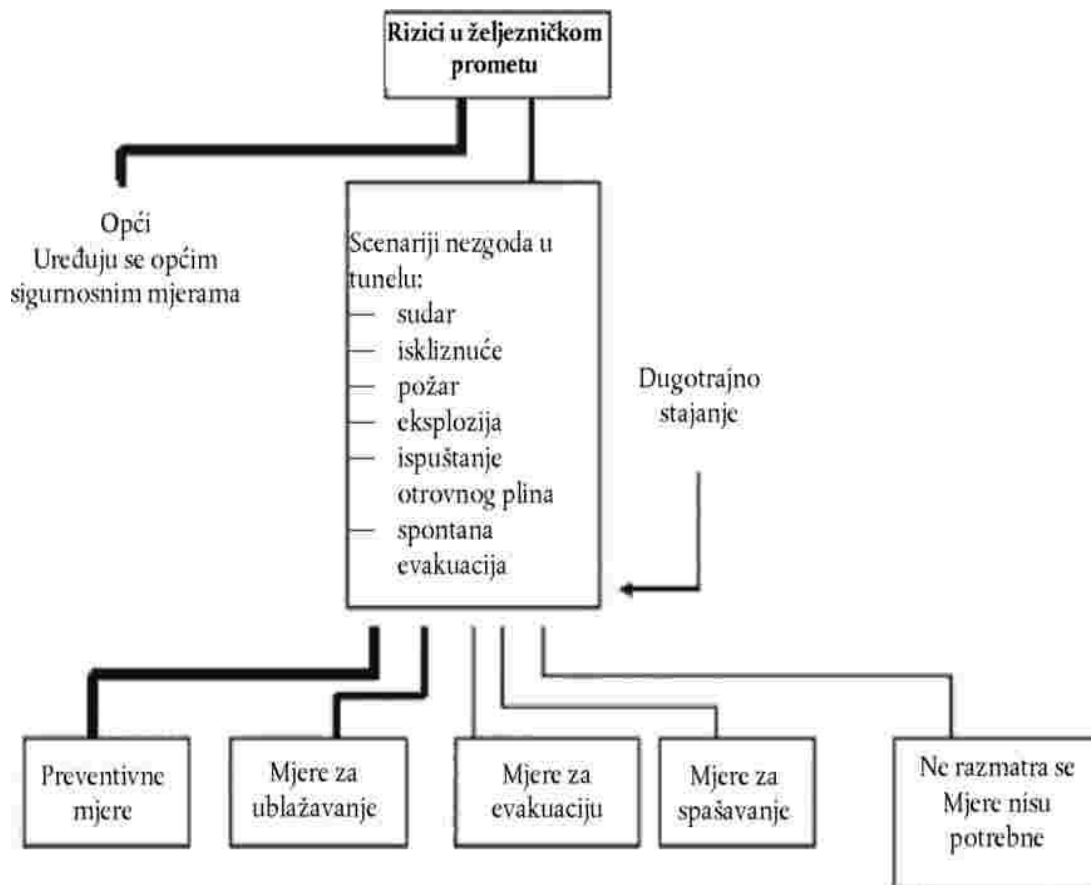 Rizici u željezničkom
prometu
Opći
Uređuju se općim
sigurnosnim mjerama
Scenariji nezgoda u
tunelu:
— sudar
— iskliznuće
— požar
— eksplozija
— ispuštanje
otrovnog plina
— spontana
evakuacija
Dugotrajno
stajanje
Preventivne
mjere
Mjere za
ublažavanje
Mjere za
evakuaciju
Mjere za
spašavanje
Ne razmatra se
Mjere nisu
potrebne